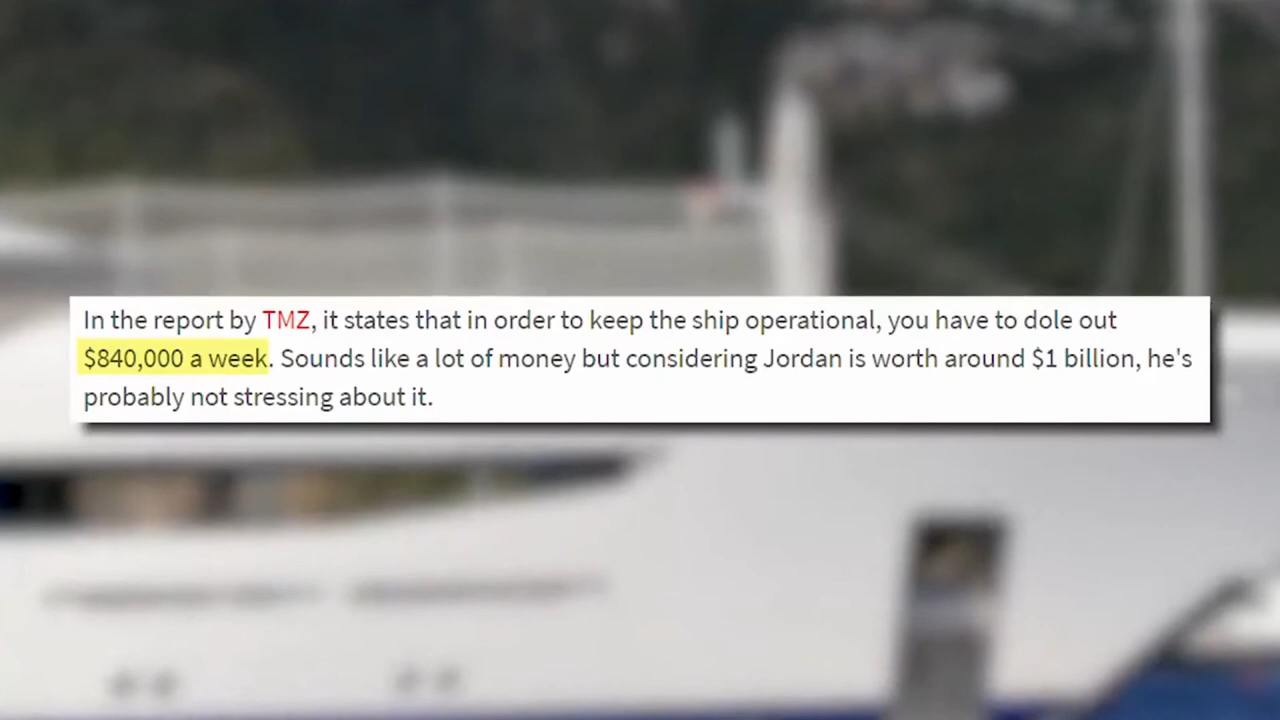 In the report by TMZ, it states that in order to keep the ship operational, you have to dole out
$840,000 a week. Sounds like a lot of money but considering Jordan is worth around $1 billion, he's
probably not stressing about it.